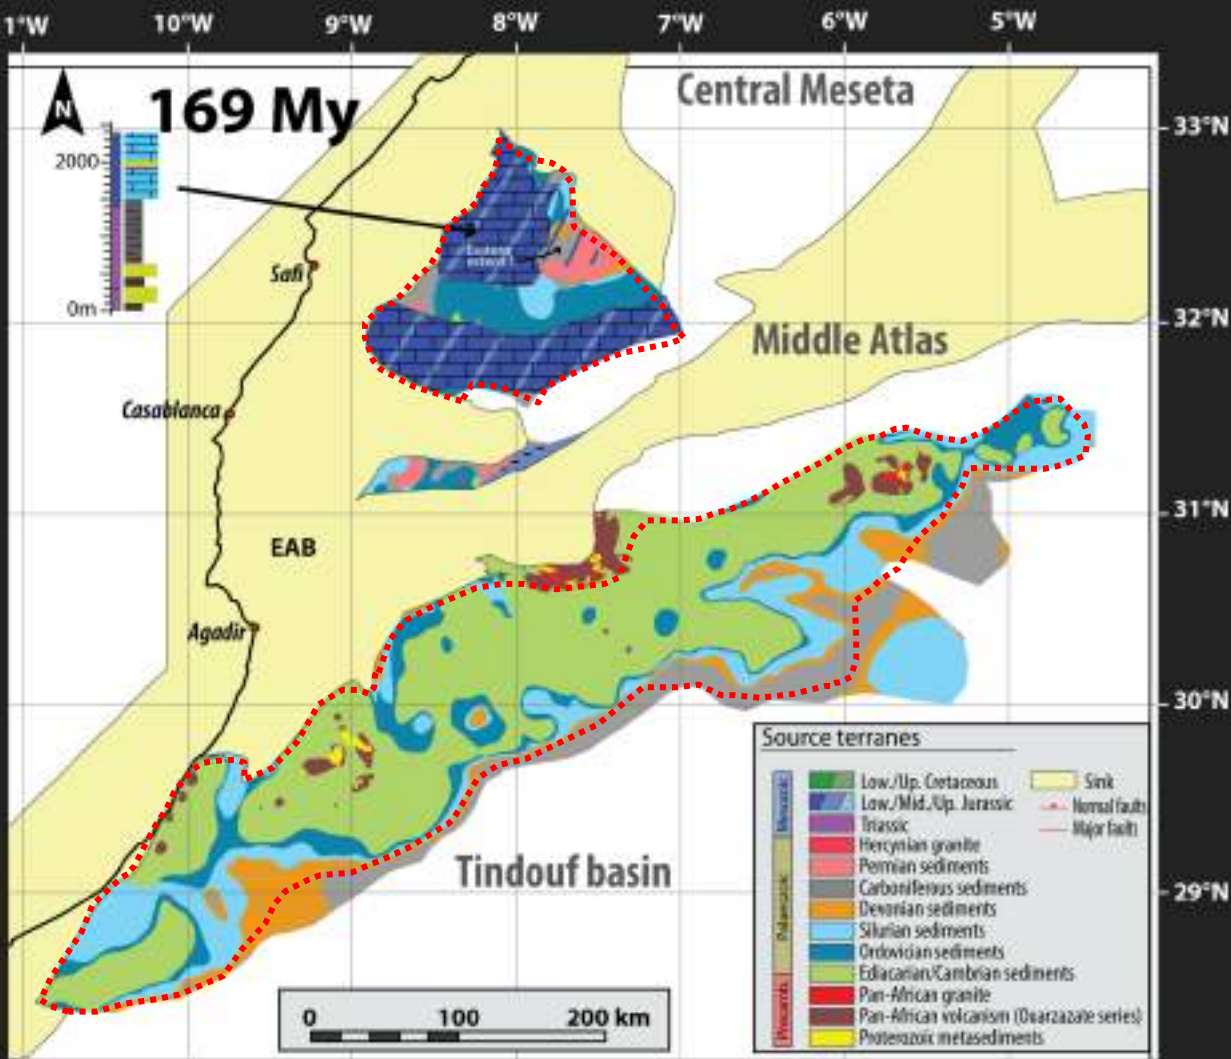 1°W 10°W 9°W 8°W 7°W 6°W 5°W
N
169 My
Central Meseta
33°N
2000
Safi
0m
32°N
Middle Atlas
Casablanca
31°N
EAB
Agadir
30°N
Source terranes
Low./Up. Cretaceous
Sink
Low./Mid./Up. Jurassic
Normal faults
Mesozoic
Triassic
Major faults
Hercynian granite
Permian sediments
Tindouf basin
Carboniferous sediments
29°N
Devonian sediments
Silurian sediments
Ordovician sediments
Ediacarian/Cambrian sediments
Pan-African granite
Precamb.
Pan-African volcanism (Ouarzazate series)
Proterozoic metasediments
0 100 200 km